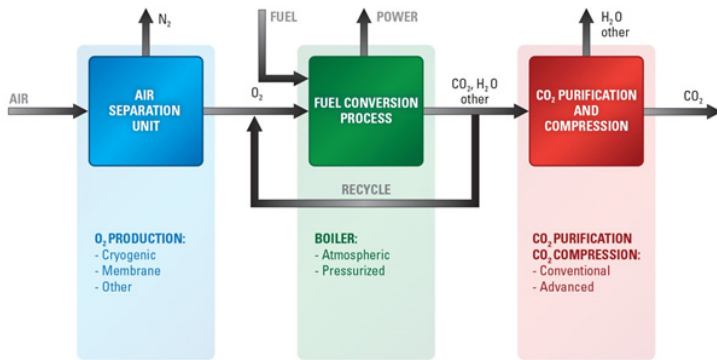 N₂
FUEL
POWER
H₂O
other
AIR
AIR
SEPARATION
UNIT
O₂
FUEL CONVERSION
PROCESS
CO₂, H₂O
other
CO₂ PURIFICATION
AND
COMPRESSION
CO₂
RECYCLE
O₂ PRODUCTION:
- Cryogenic
- Membrane
- Other
BOILER:
- Atmospheric
- Pressurized
CO₂ PURIFICATION
CO₂ COMPRESSION:
- Conventional
- Advanced